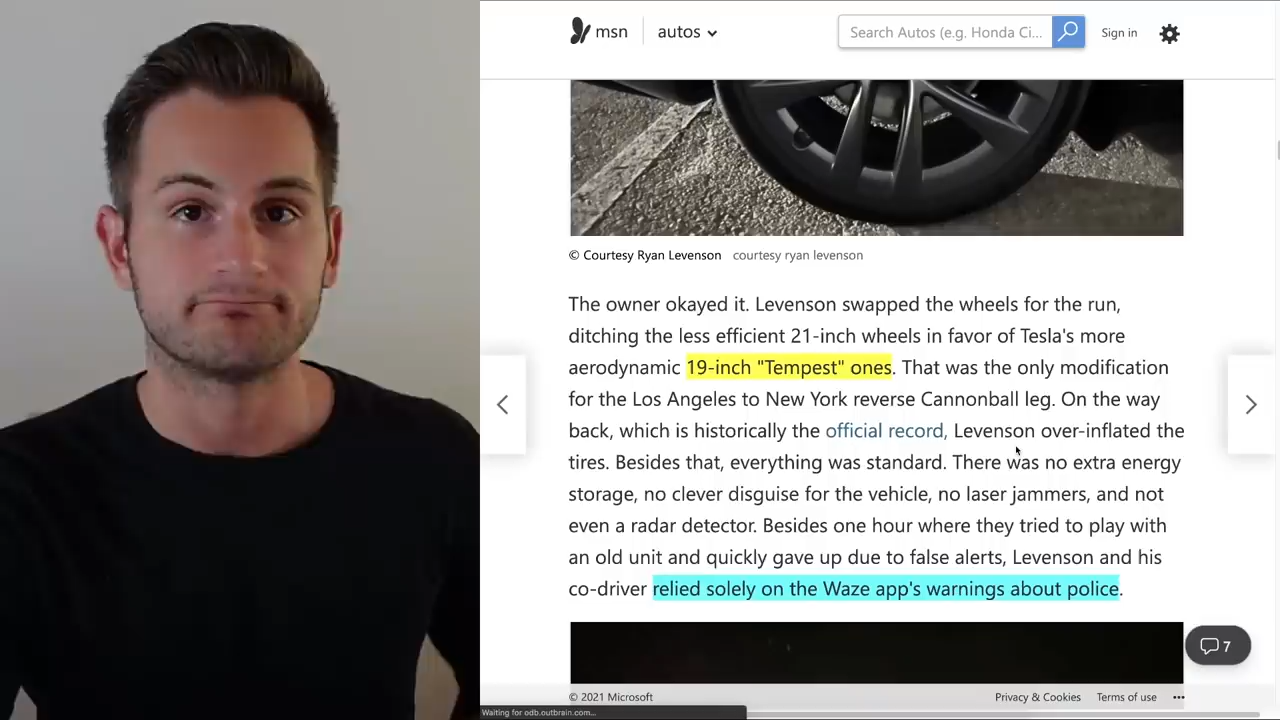 msn
autos
Search Autos (e.g. Honda Ci...
Sign in
© Courtesy Ryan Levenson courtesy ryan levenson
The owner okayed it. Levenson swapped the wheels for the run,
ditching the less efficient 21-inch wheels in favor of Tesla's more
aerodynamic 19-inch "Tempest" ones. That was the only modification
for the Los Angeles to New York reverse Cannonball leg. On the way
back, which is historically the official record, Levenson over-inflated the
tires. Besides that, everything was standard. There was no extra energy
storage, no clever disguise for the vehicle, no laser jammers, and not
even a radar detector. Besides one hour where they tried to play with
an old unit and quickly gave up due to false alerts, Levenson and his
co-driver relied solely on the Waze app's warnings about police.
7
© 2021 Microsoft
Privacy & Cookies
Terms of use
Waiting for odb.outbrain.com...